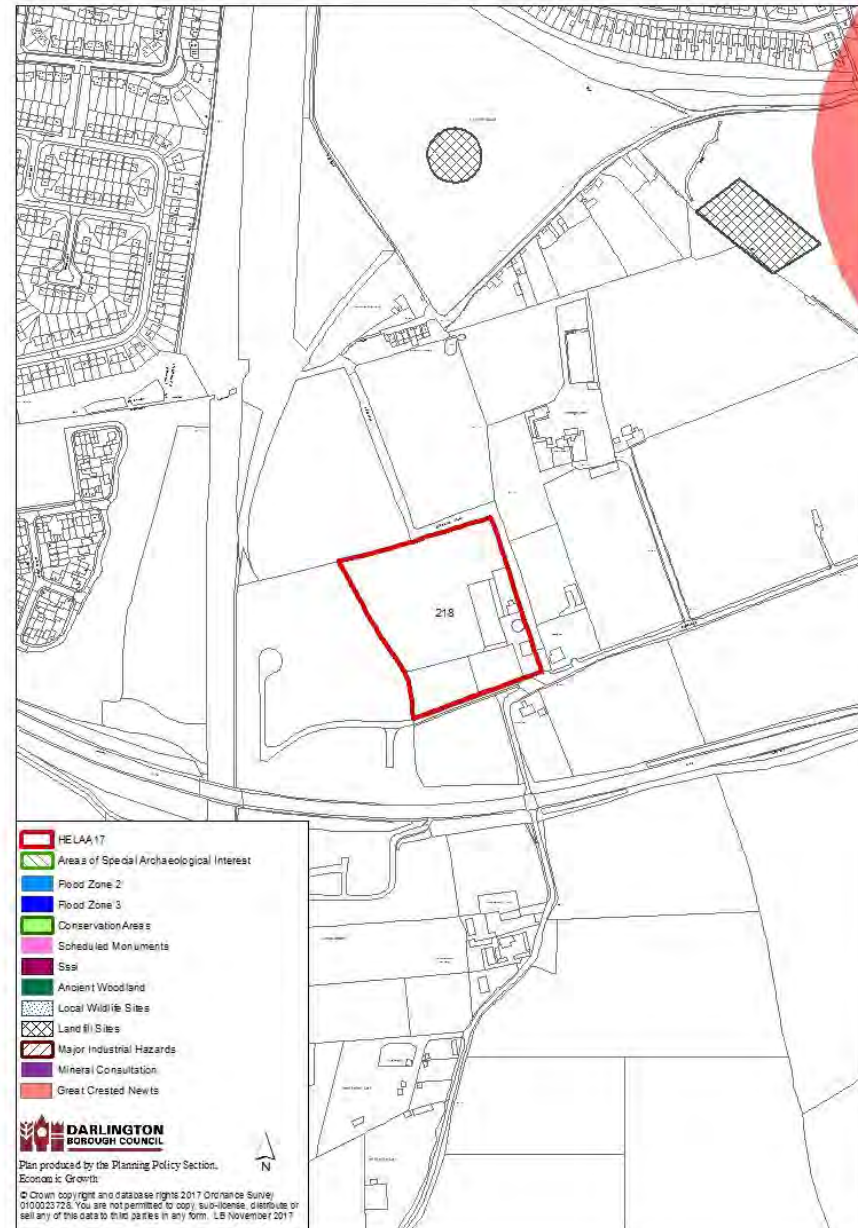 218
HELAA17
Areas of Special Archaeological Interest
Flood Zone 2
Flood Zone 3
Conservation Areas
Scheduled Monuments
Sssi
Ancient Woodland
Local Wildlife Sites
Landfill Sites
Major Industrial Hazards
Mineral Consultation
Great Crested Newts
DARLINGTON
BOROUGH COUNCIL
N
Plan produced by the Planning Policy Section,
Economic Growth
© Crown copyright and database rights 2017 Ordnance Survey
0100023728. You are not permitted to copy, sub-license, distribute or
sell any of this data to third parties in any form. LB November 2017